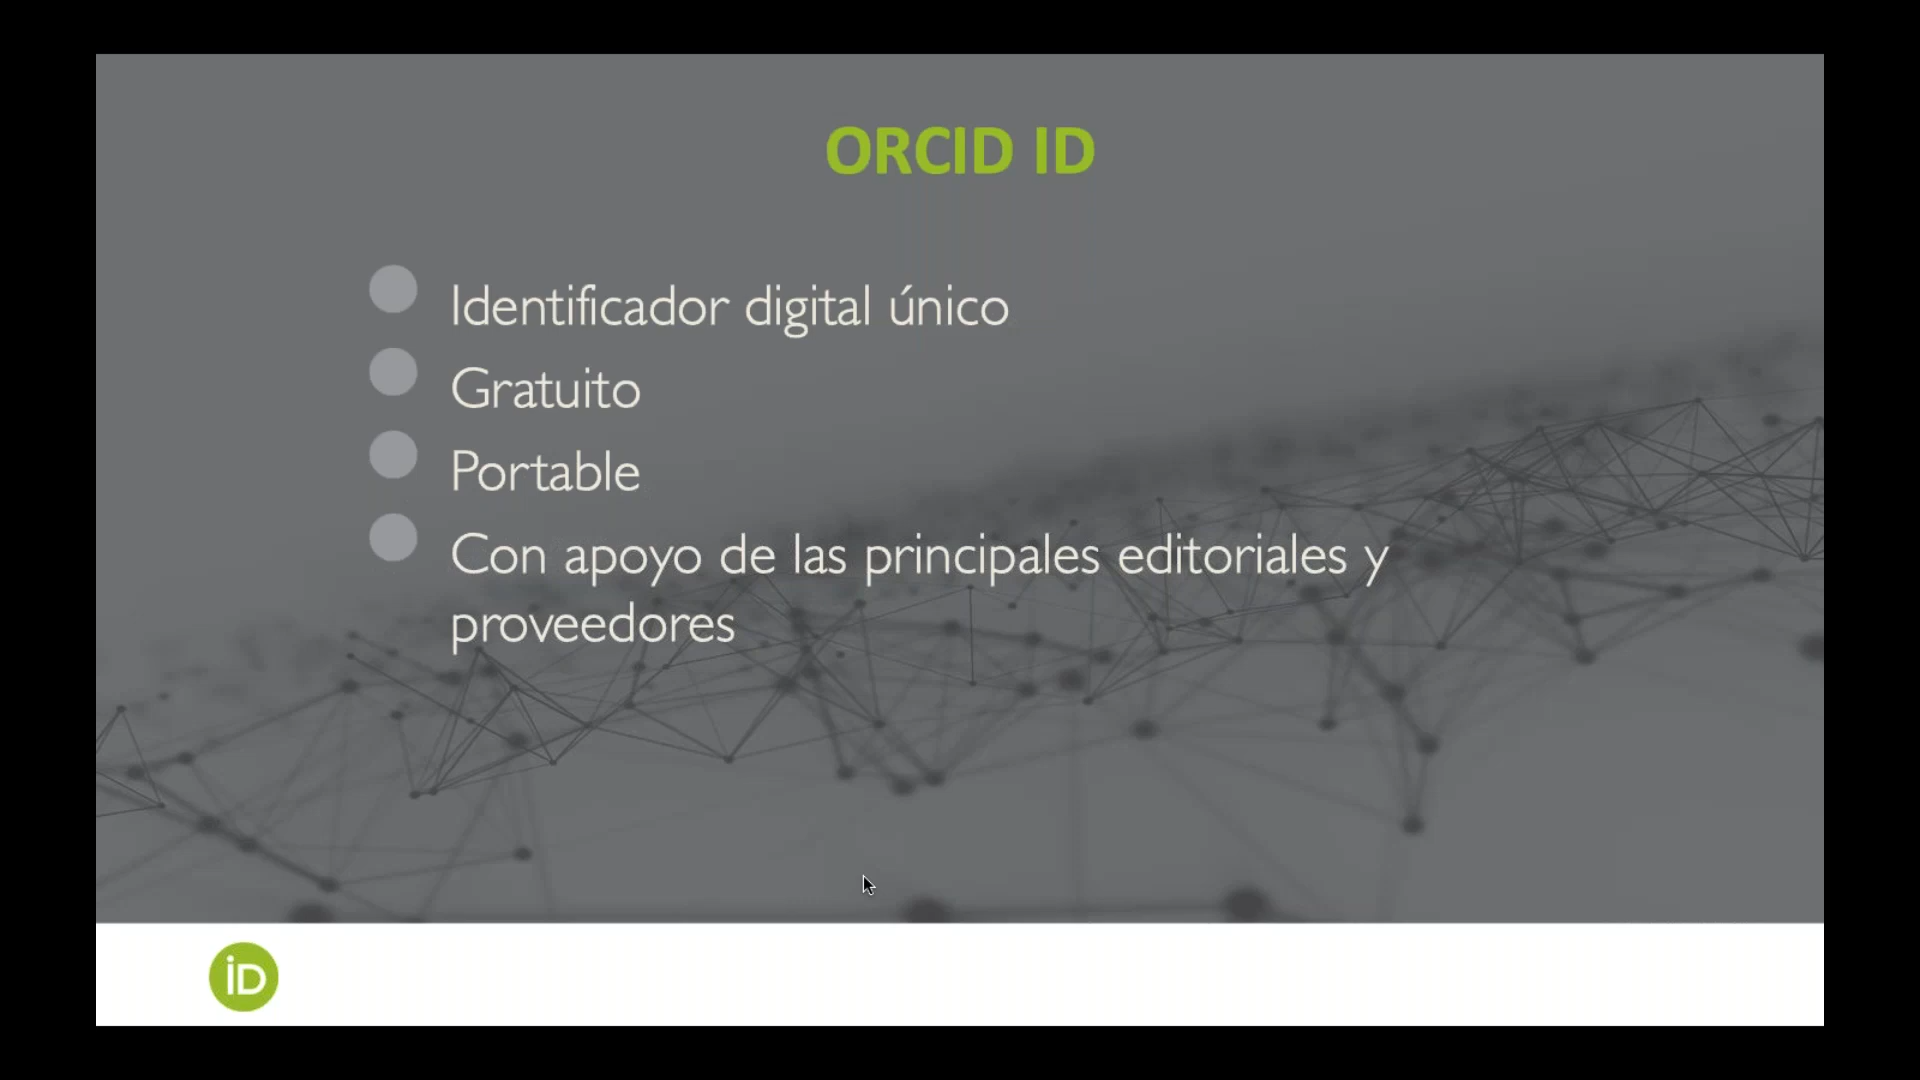 ORCID ID
Identificador digital único
Gratuito
Portable
Con apoyo de las principales editoriales y
proveedores
iD